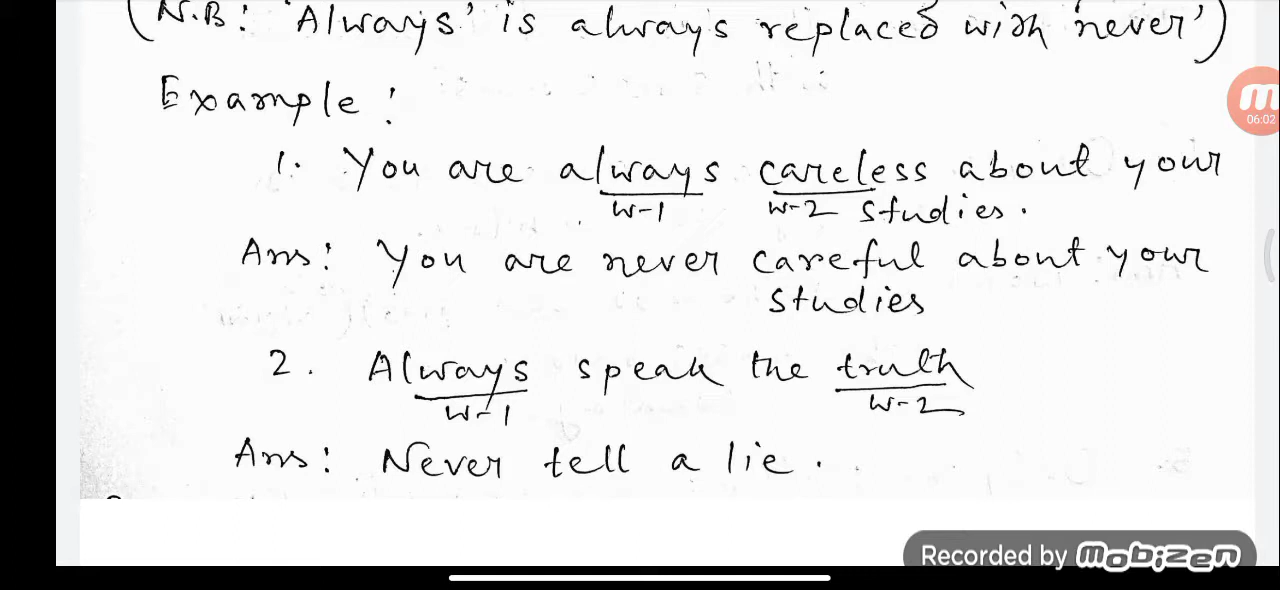 (N.B: 'Always' is always replaced with 'never')
Example:
1. You are always careless about your
W-1 W-2 studies.
Ans: You are never careful about your
studies
2. Always speak the truth
W-1 W-2
Ans: Never tell a lie.
06:02
Recorded by mobizen